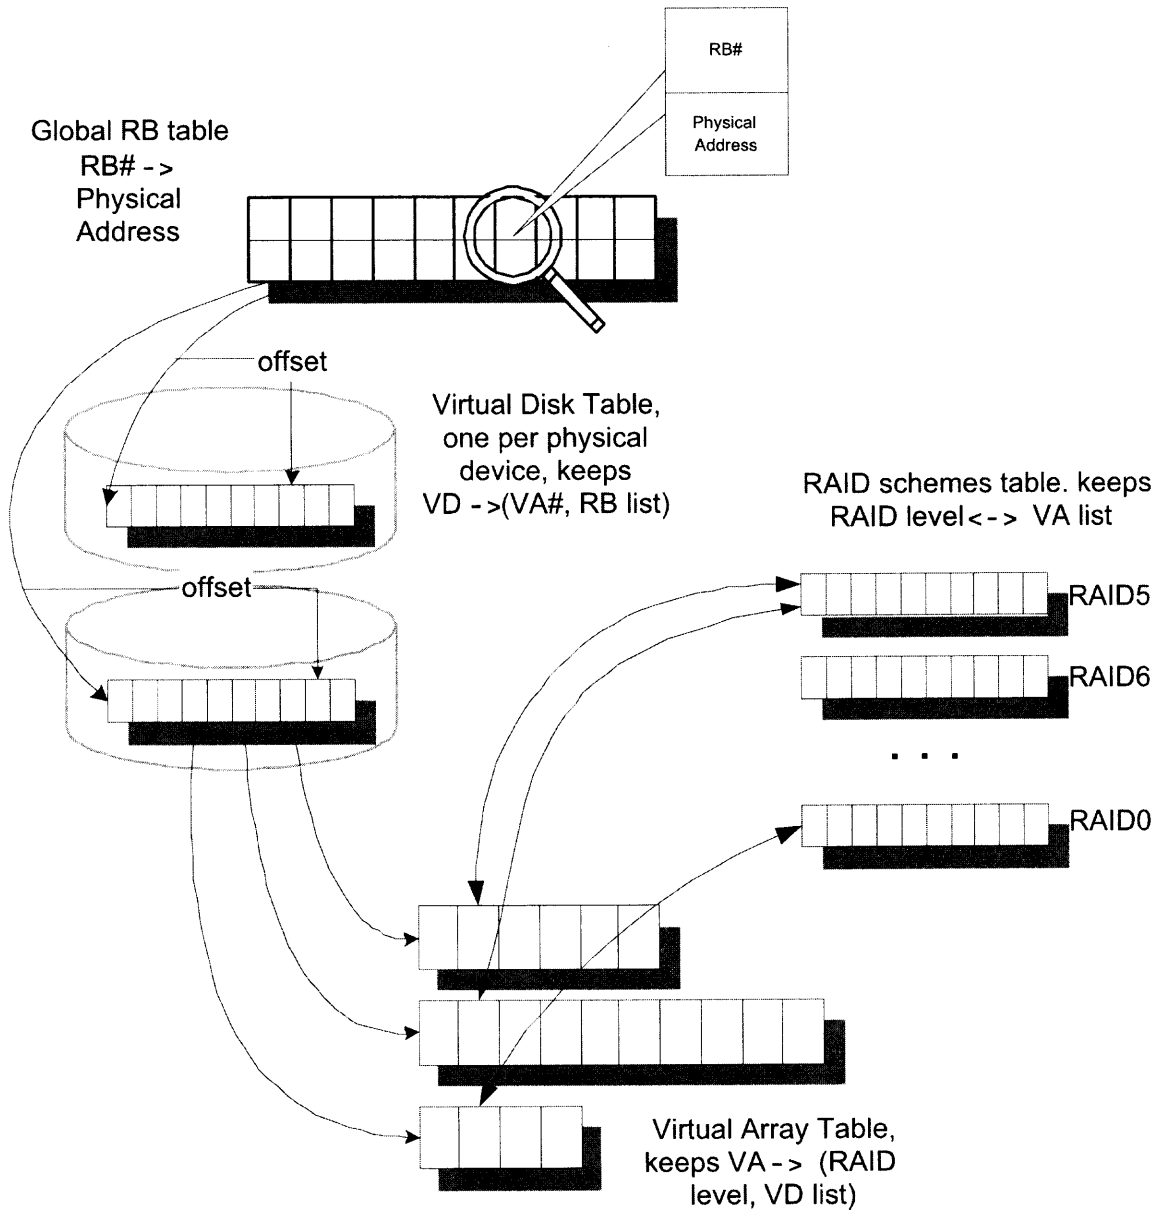 RB#
Physical
Address
Global RB table
RB# ->
Physical
Address
offset
Virtual Disk Table,
one per physical
device, keeps
VD ->(VA#, RB list)
RAID schemes table. keeps
RAID level<-> VA list
offset
RAID5
RAID6
. . .
RAID0
Virtual Array Table,
keeps VA-> (RAID
level, VD list)